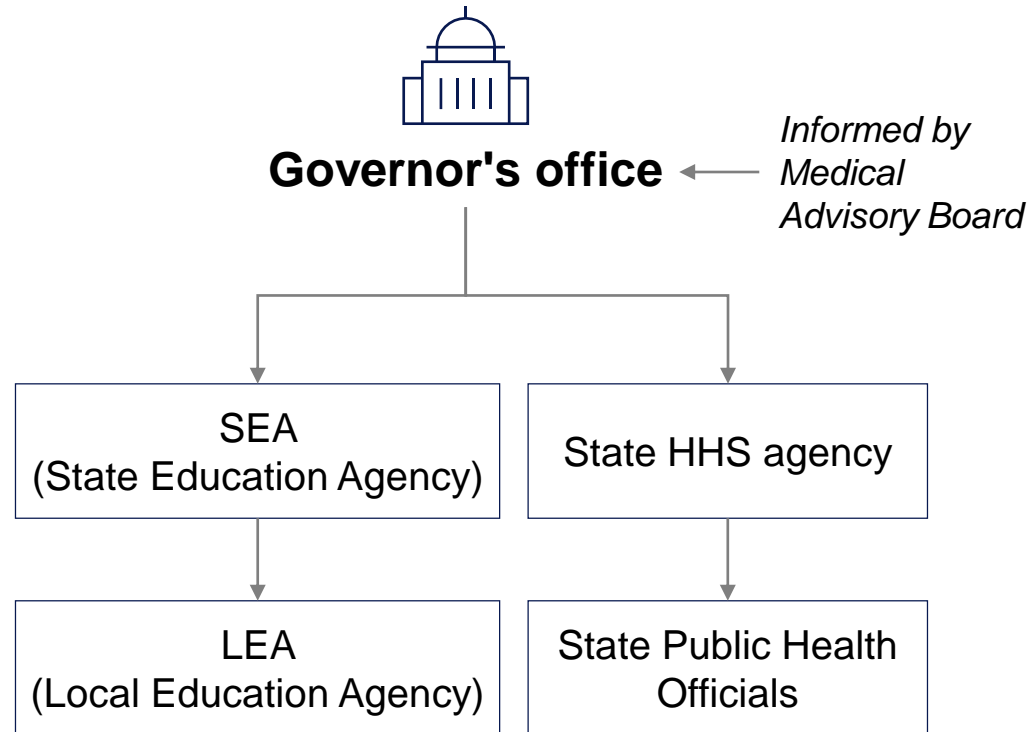 Governor's office
Informed by
Medical
Advisory Board
SEA
(State Education Agency)
State HHS agency
LEA
(Local Education Agency)
State Public Health
Officials